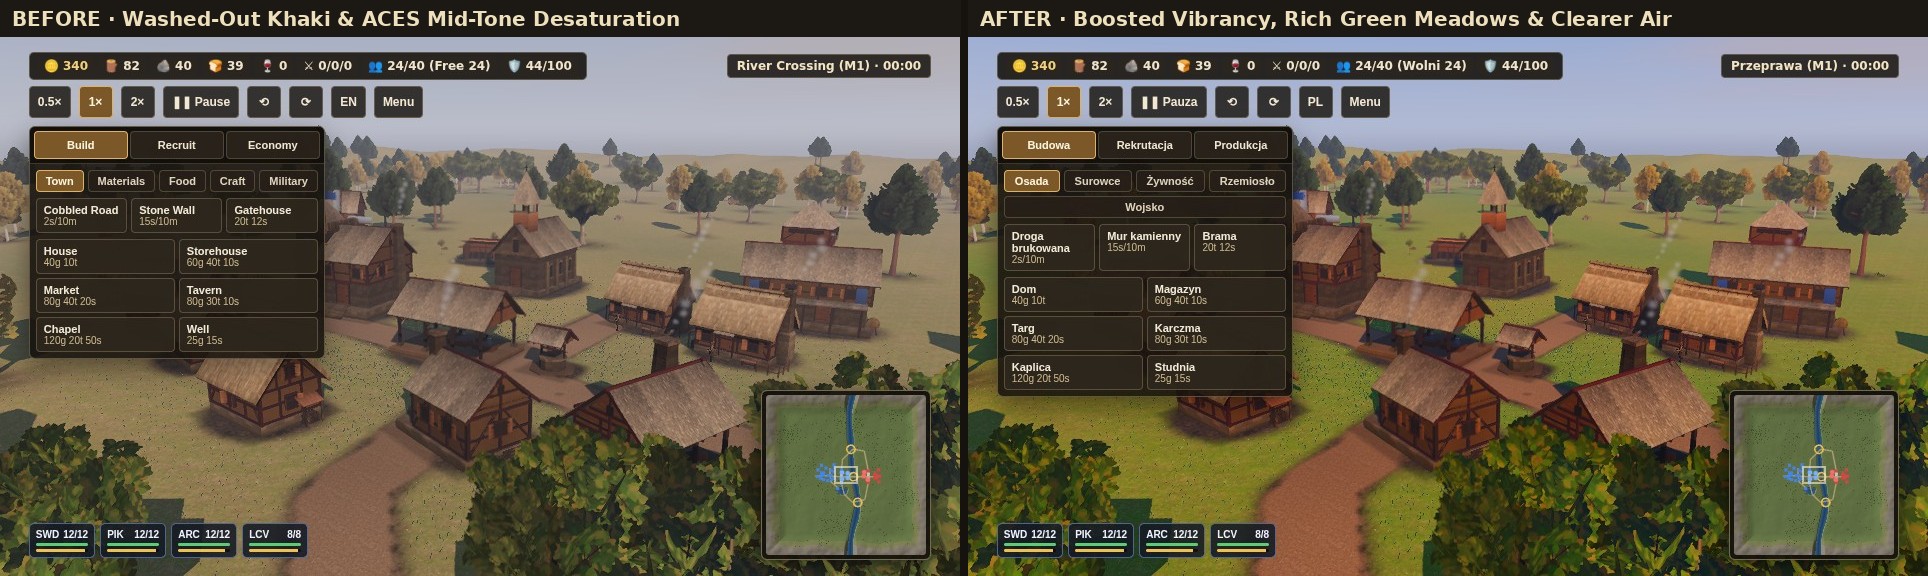 BEFORE · Washed-Out Khaki & ACES Mid-Tone Desaturation
340 82 40 39 0 0/0/0 24/40 (Free 24) 44/100
River Crossing (M1) · 00:00
0.5× 1× 2× Pause EN Menu
Build Recruit Economy
Town Materials Food Craft Military
Cobbled Road Stone Wall Gatehouse
2s/10m 15s/10m 20t 12s
House Storehouse
40g 10t 60g 40t 10s
Market Tavern
80g 40t 20s 80g 30t 10s
Chapel Well
120g 20t 50s 25g 15s
SWD 12/12 PIK 12/12 ARC 12/12 LCV 8/8
AFTER · Boosted Vibrancy, Rich Green Meadows & Clearer Air
340 82 40 39 0 0/0/0 24/40 (Wolni 24) 44/100
Przeprawa (M1) · 00:00
0.5× 1× 2× Pauza PL Menu
Budowa Rekrutacja Produkcja
Osada Surowce Żywność Rzemiosło
Wojsko
Droga brukowana Mur kamienny Brama
2s/10m 15s/10m 20t 12s
Dom Magazyn
40g 10t 60g 40t 10s
Targ Karczma
80g 40t 20s 80g 30t 10s
Kaplica Studnia
120g 20t 50s 25g 15s
SWD 12/12 PIK 12/12 ARC 12/12 LCV 8/8